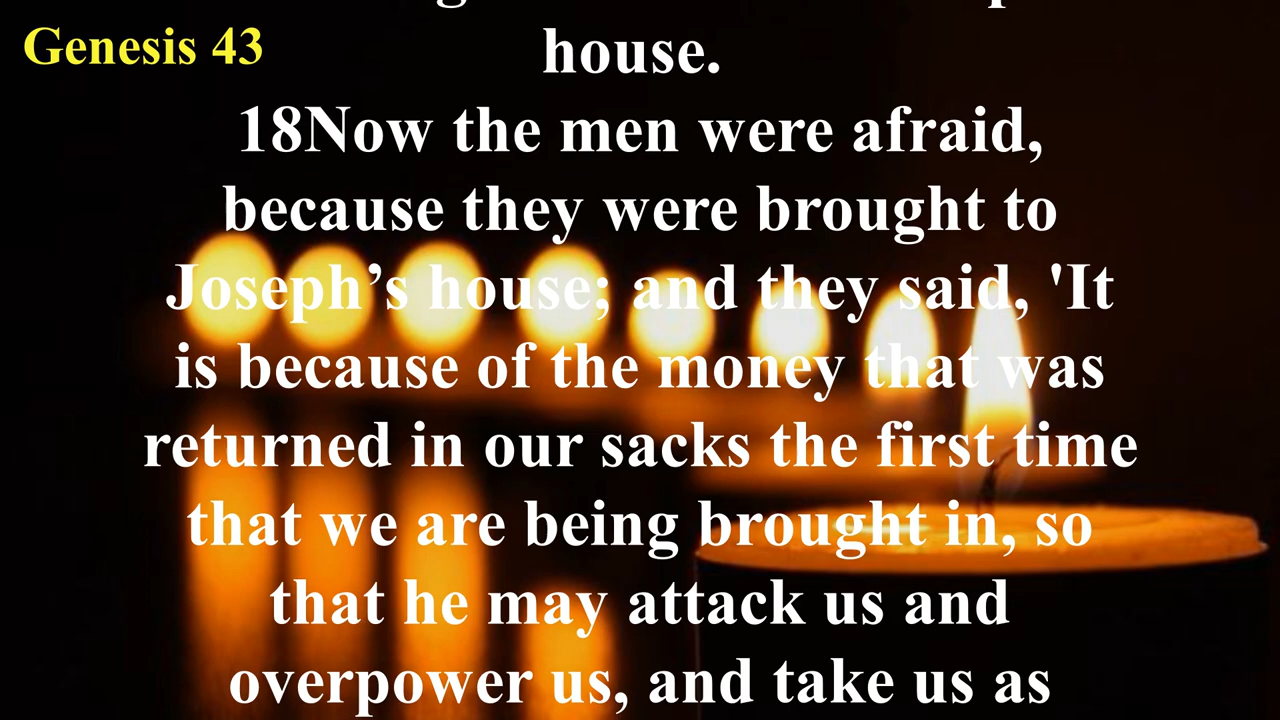 Genesis 43
house.
18Now the men were afraid,
because they were brought to
Joseph’s house; and they said, 'It
is because of the money that was
returned in our sacks the first time
that we are being brought in, so
that he may attack us and
overpower us, and take us as